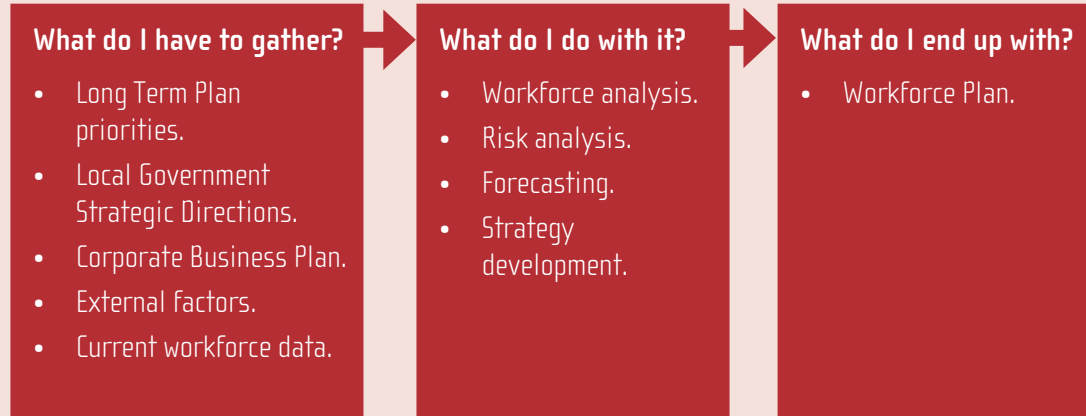 What do I have to gather?
• Long Term Plan
priorities.
• Local Government
Strategic Directions.
• Corporate Business Plan.
• External factors.
• Current workforce data.
What do I do with it?
• Workforce analysis.
• Risk analysis.
• Forecasting.
• Strategy
development.
What do I end up with?
• Workforce Plan.